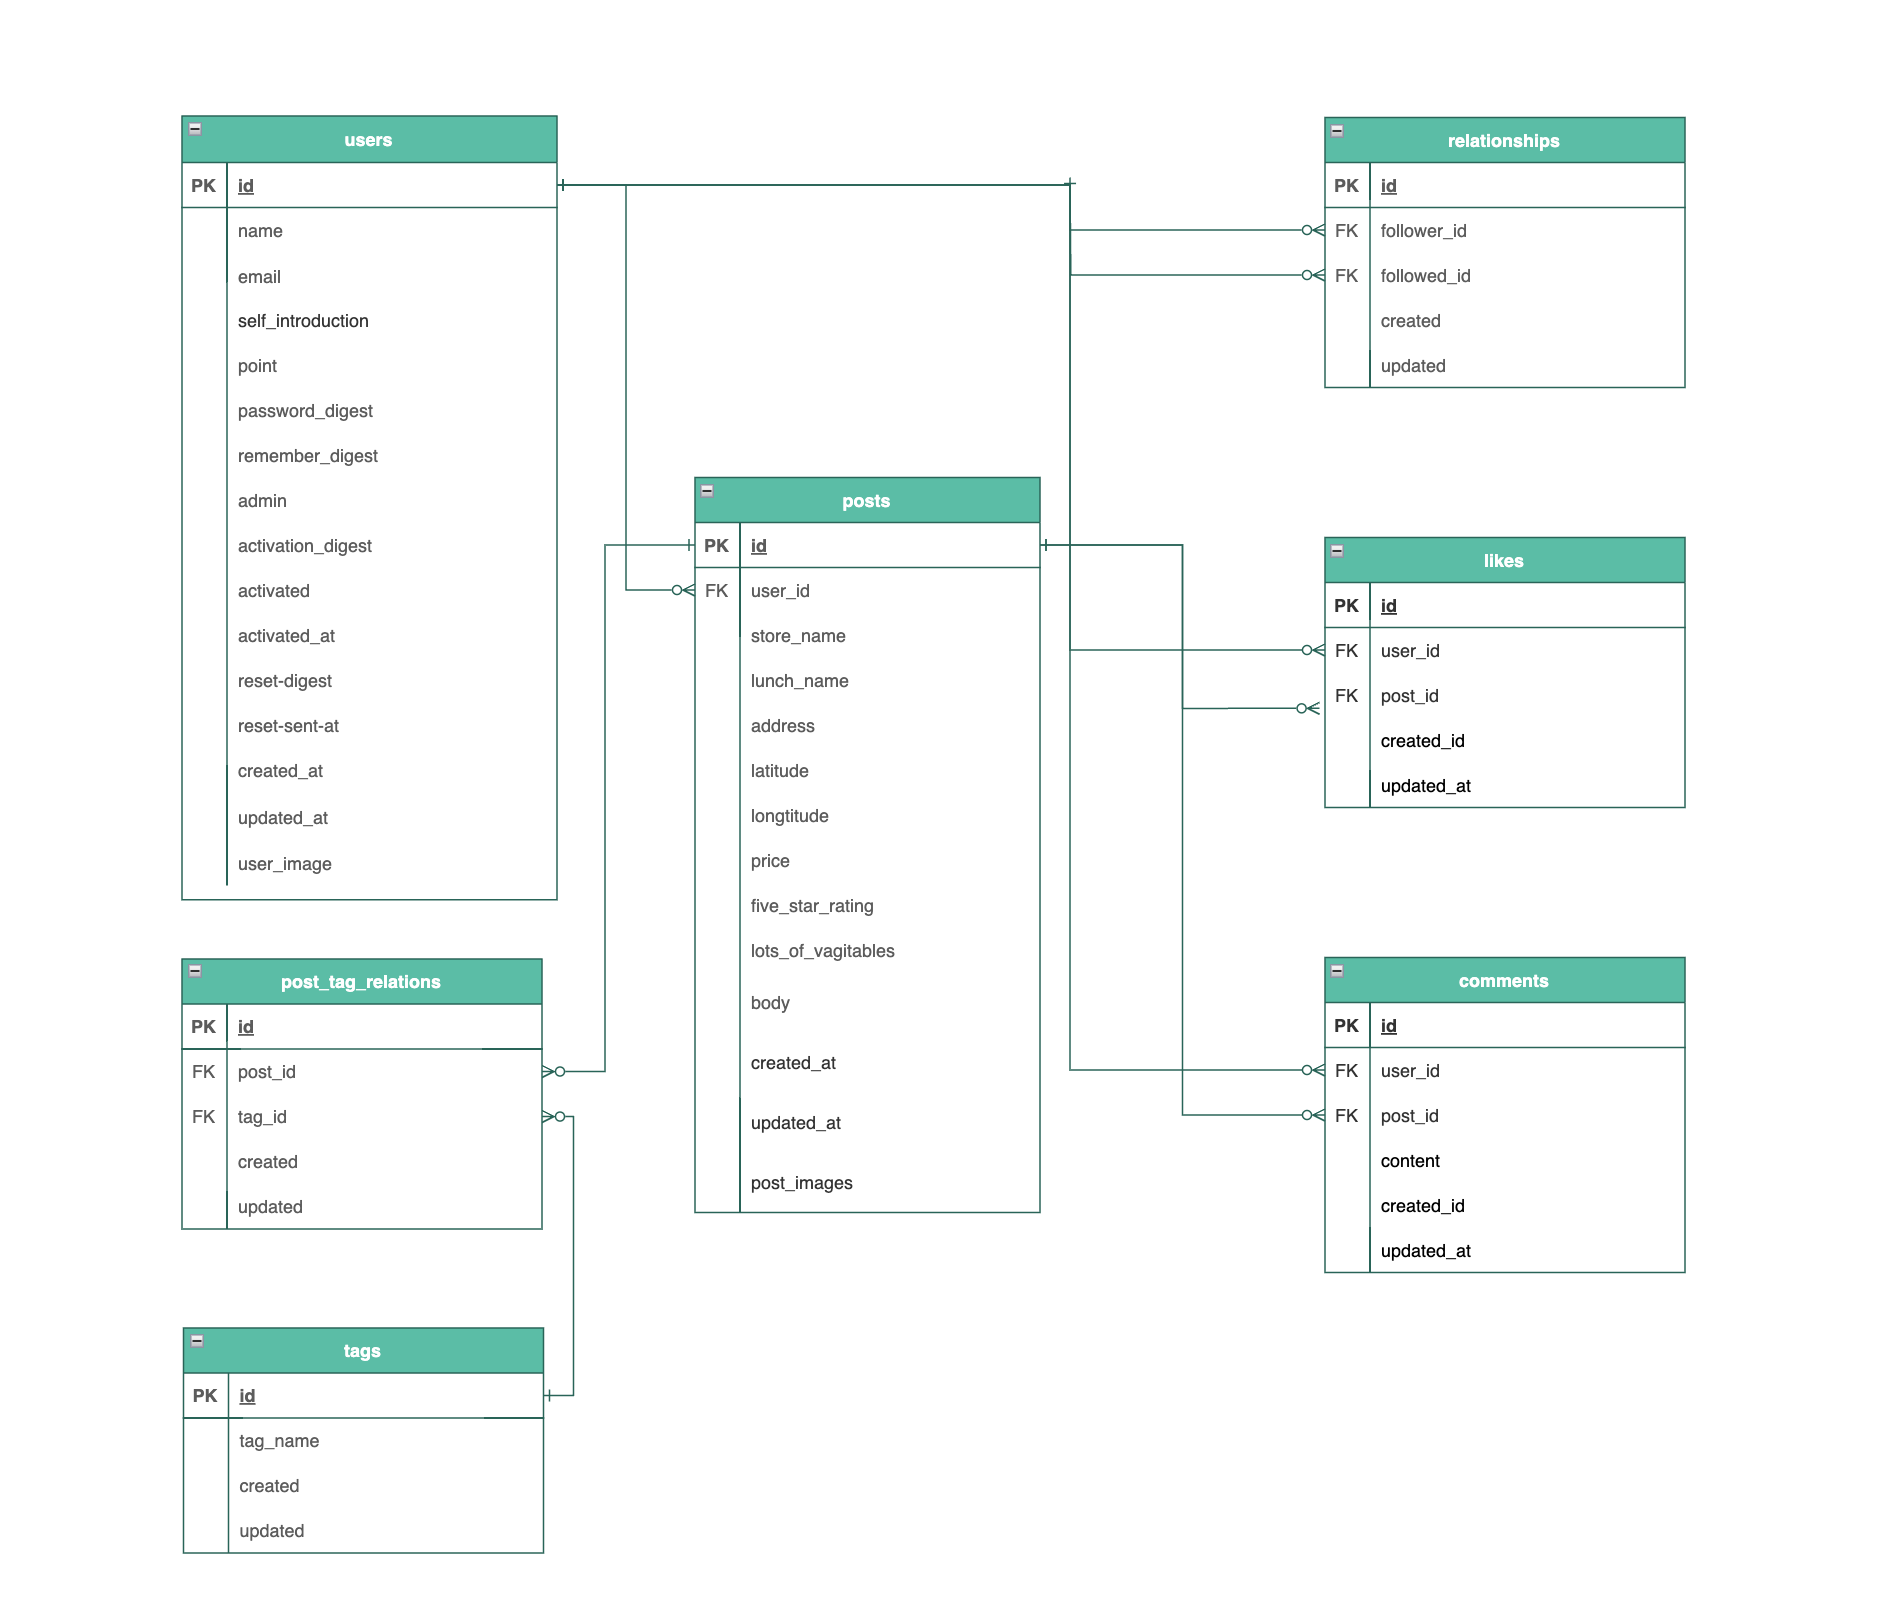 users
PK id
name
email
self_introduction
point
password_digest
remember_digest
admin
activation_digest
activated
activated_at
reset-digest
reset-sent-at
created_at
updated_at
user_image
post_tag_relations
PK id
FK post_id
FK tag_id
created
updated
tags
PK id
tag_name
created
updated
posts
PK id
FK user_id
store_name
lunch_name
address
latitude
longtitude
price
five_star_rating
lots_of_vagitables
body
created_at
updated_at
post_images
relationships
PK id
FK follower_id
FK followed_id
created
updated
likes
PK id
FK user_id
FK post_id
created_id
updated_at
comments
PK id
FK user_id
FK post_id
content
created_id
updated_at